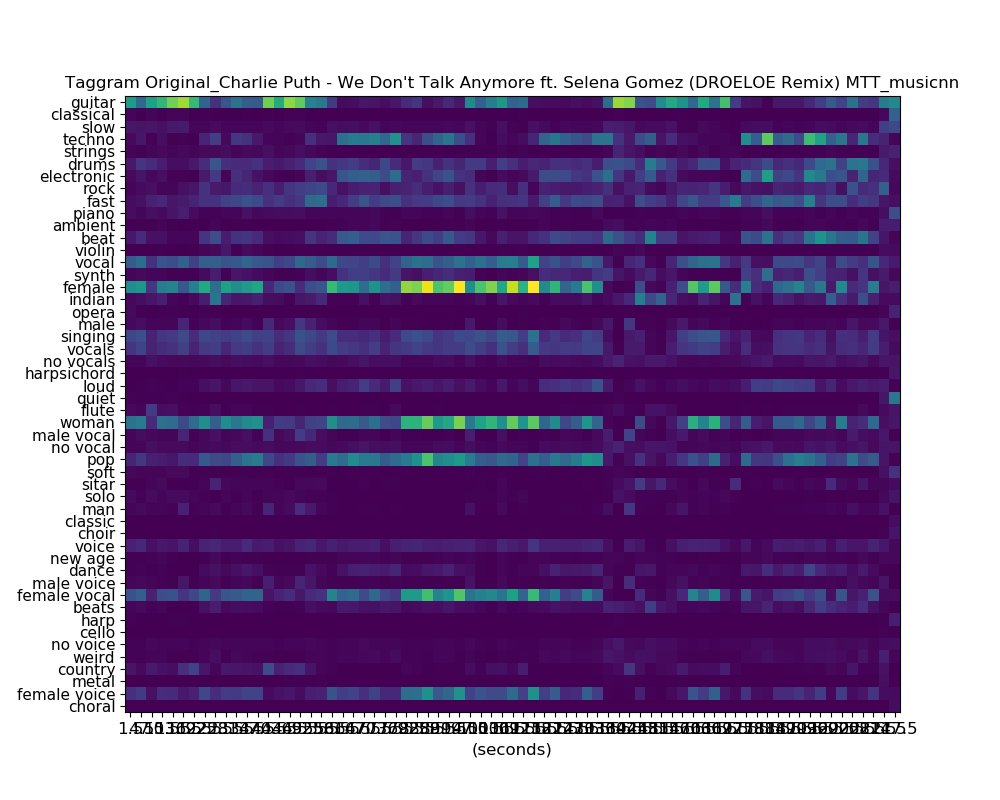 Taggram Original_Charlie Puth - We Don't Talk Anymore ft. Selena Gomez (DROELOE Remix) MTT_musicnn
guitar
classical
slow
techno
strings
drums
electronic
rock
fast
piano
ambient
beat
violin
vocal
synth
female
indian
opera
male
singing
vocals
no vocals
harpsichord
loud
quiet
flute
woman
male vocal
no vocal
pop
soft
sitar
solo
man
classic
choir
voice
new age
dance
male voice
female vocal
beats
harp
cello
no voice
weird
country
metal
female voice
choral
(seconds)